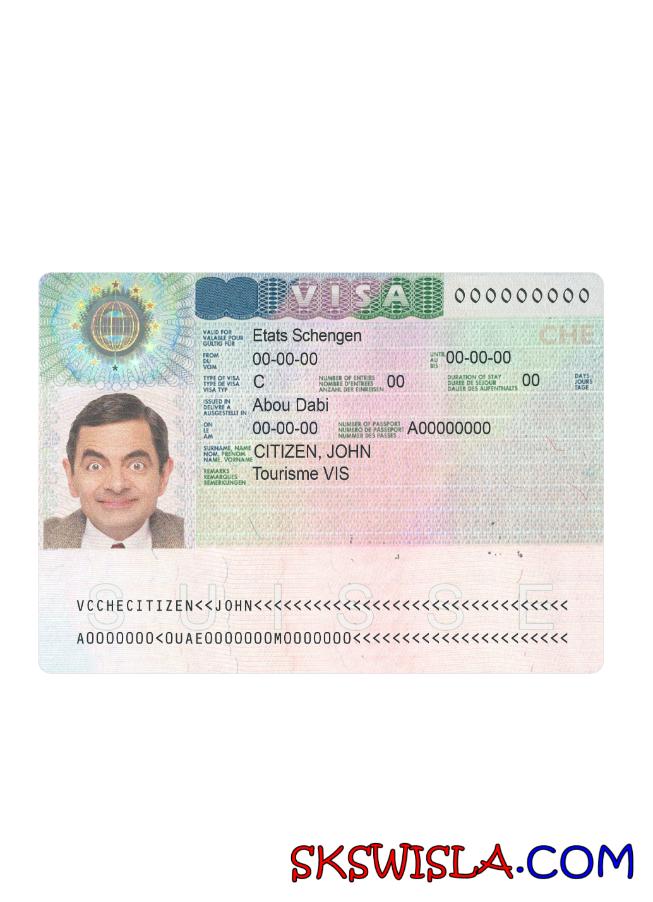 VISA 000000000
CHE
VALID FOR
VALABLE POUR
GÜLTIG FÜR
Etats Schengen
FROM
DU
VOM
00-00-00
UNTIL
AU
BIS
00-00-00
TYPE OF VISA
TYPE DE VISA
VISA TYP
C
NUMBER OF ENTRIES
NOMBRE D'ENTREES
ANZAHL DER EINREISEN
00
DURATION OF STAY
DUREE DE SEJOUR
DAUER DES AUFENTHALTS
00
DAYS
JOURS
TAGE
ISSUED IN
DELIVRE A
AUSGESTELLT IN
Abou Dabi
ON
LE
AM
00-00-00
NUMBER OF PASSPORT
NUMERO DE PASSEPORT
NUMMER DES PASSES
A00000000
SURNAME, NAME
NOM, PRENOM
NAME, VORNAME
CITIZEN, JOHN
REMARKS
REMARQUES
BEMERKUNGEN
Tourisme VIS
SUISSE
VCCHECITIZEN<<JOHN<<<<<<<<<<<<<<<<<<<<<<<<<<<<<<<<
A0000000<0UAE0000000M0000000<<<<<<<<<<<<<<<<<<<<<<
SKSWISLA.COM